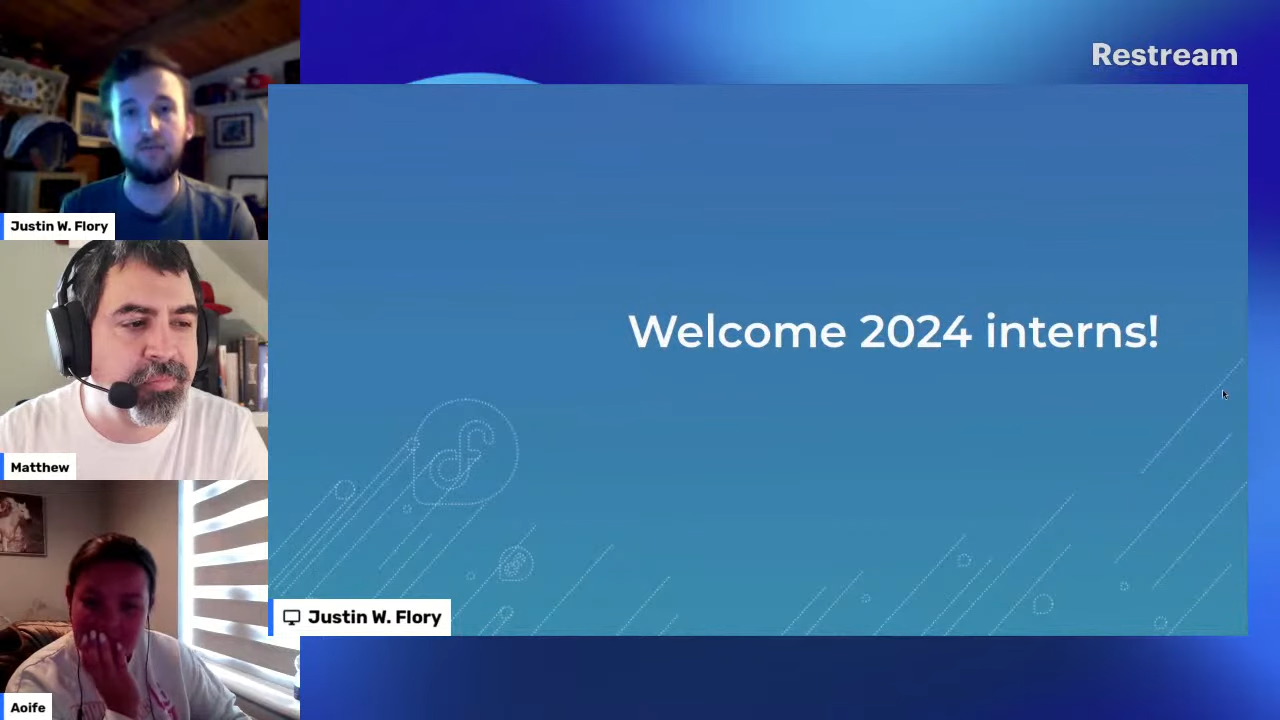 Restream
Justin W. Flory
Welcome 2024 interns!
Matthew
Justin W. Flory
Aoife